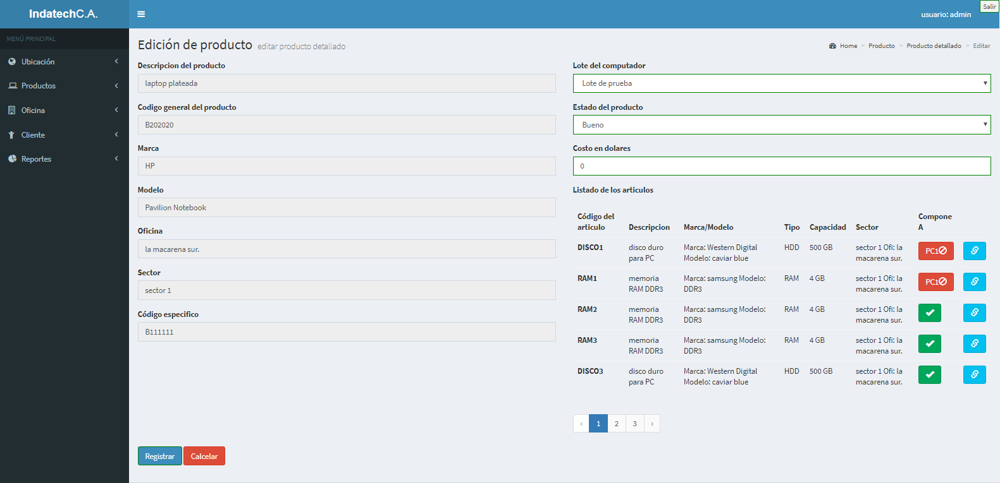 IndatechC.A.
usuario: admin
Salir
MENÚ PRINCIPAL
Ubicación
Productos
Oficina
Cliente
Reportes
Edición de producto editar producto detallado
Home > Producto > Producto detallado > Editar
Descripcion del producto
laptop plateada
Codigo general del producto
B202020
Marca
HP
Modelo
Pavilion Notebook
Oficina
la macarena sur.
Sector
sector 1
Código especifico
B111111
Lote del computador
Lote de prueba
Estado del producto
Bueno
Costo en dolares
0
Listado de los articulos
Código del
articulo
Descripcion
Marca/Modelo
Tipo
Capacidad
Sector
Compone
A
DISCO1
disco duro
para PC
Marca: Western Digital
Modelo: caviar blue
HDD
500 GB
sector 1 Ofi: la
macarena sur.
PC1
RAM1
memoria
RAM DDR3
Marca: samsung Modelo:
DDR3
RAM
4 GB
sector 1 Ofi: la
macarena sur.
PC1
RAM2
memoria
RAM DDR3
Marca: samsung Modelo:
DDR3
RAM
4 GB
sector 1 Ofi: la
macarena sur.
RAM3
memoria
RAM DDR3
Marca: samsung Modelo:
DDR3
RAM
4 GB
sector 1 Ofi: la
macarena sur.
DISCO3
disco duro
para PC
Marca: Western Digital
Modelo: caviar blue
HDD
500 GB
sector 1 Ofi: la
macarena sur.
‹ 1 2 3 ›
Registrar
Calcelar